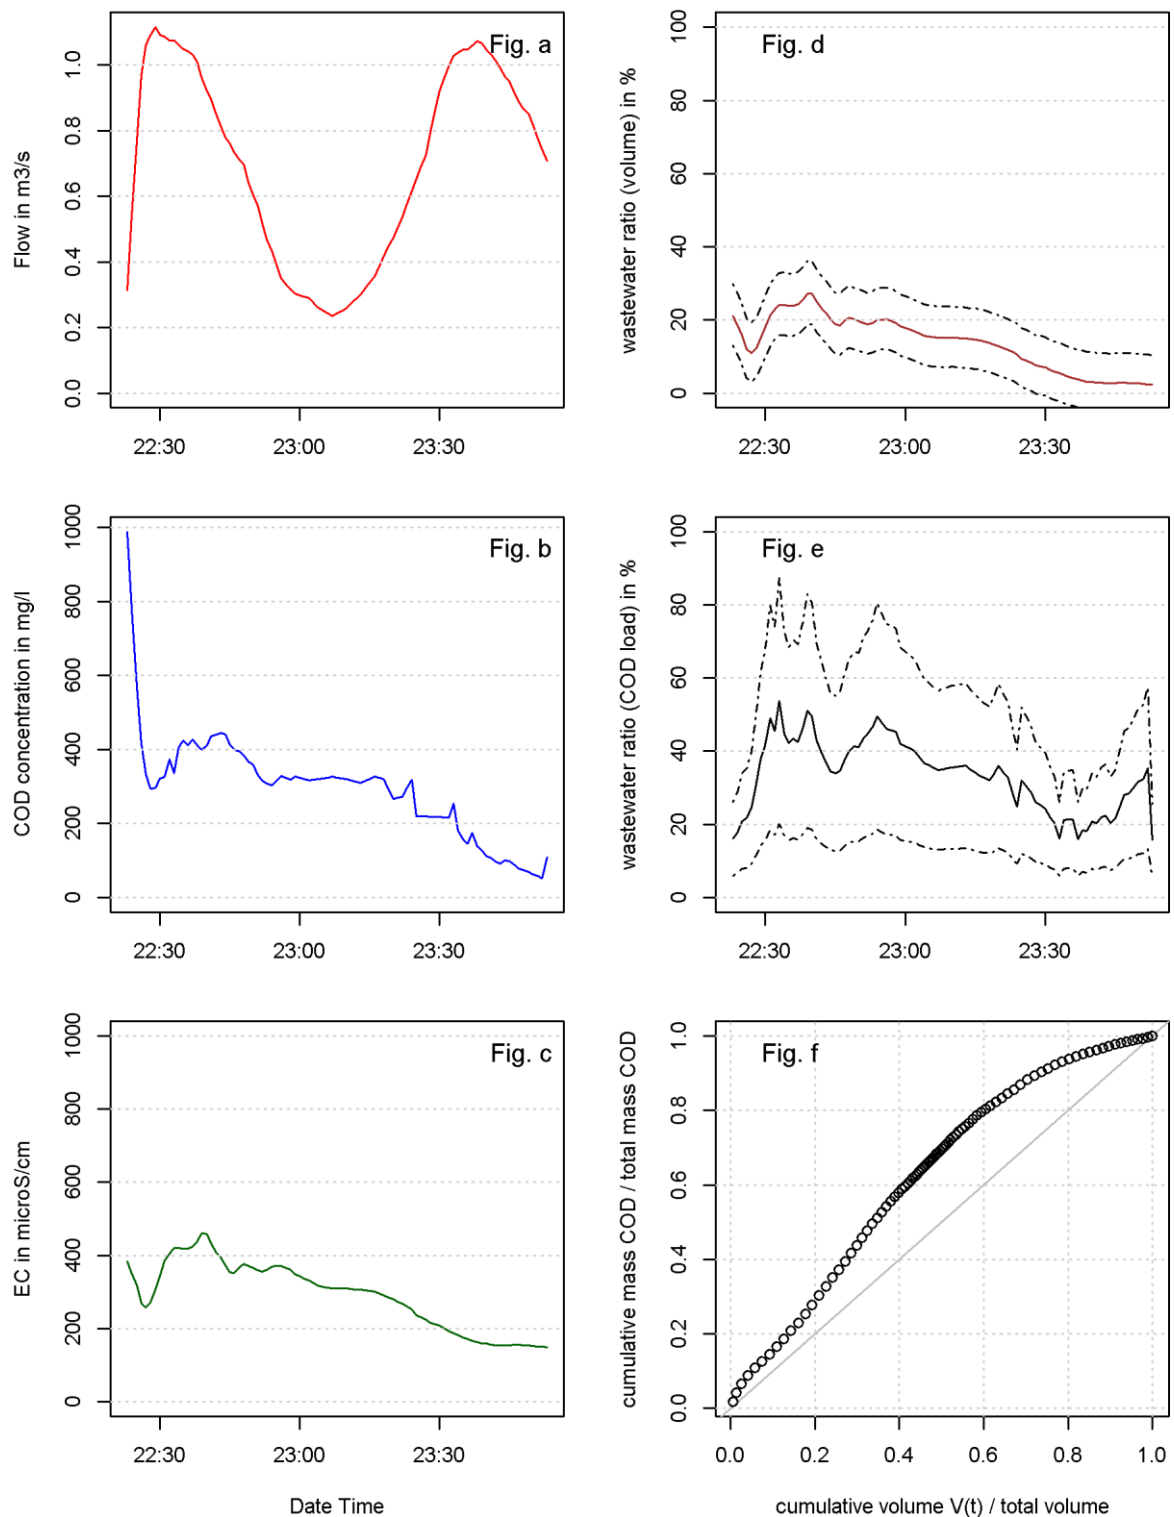 Fig. a
Flow in m3/s
0.0 0.2 0.4 0.6 0.8 1.0
22:30 23:00 23:30
Fig. d
wastewater ratio (volume) in %
0 20 40 60 80 100
22:30 23:00 23:30
Fig. b
COD concentration in mg/l
0 200 400 600 800 1000
22:30 23:00 23:30
Fig. e
wastewater ratio (COD load) in %
0 20 40 60 80 100
22:30 23:00 23:30
Fig. c
EC in microS/cm
0 200 400 600 800 1000
22:30 23:00 23:30
Date Time
Fig. f
cumulative mass COD / total mass COD
0.0 0.2 0.4 0.6 0.8 1.0
0.0 0.2 0.4 0.6 0.8 1.0
cumulative volume V(t) / total volume